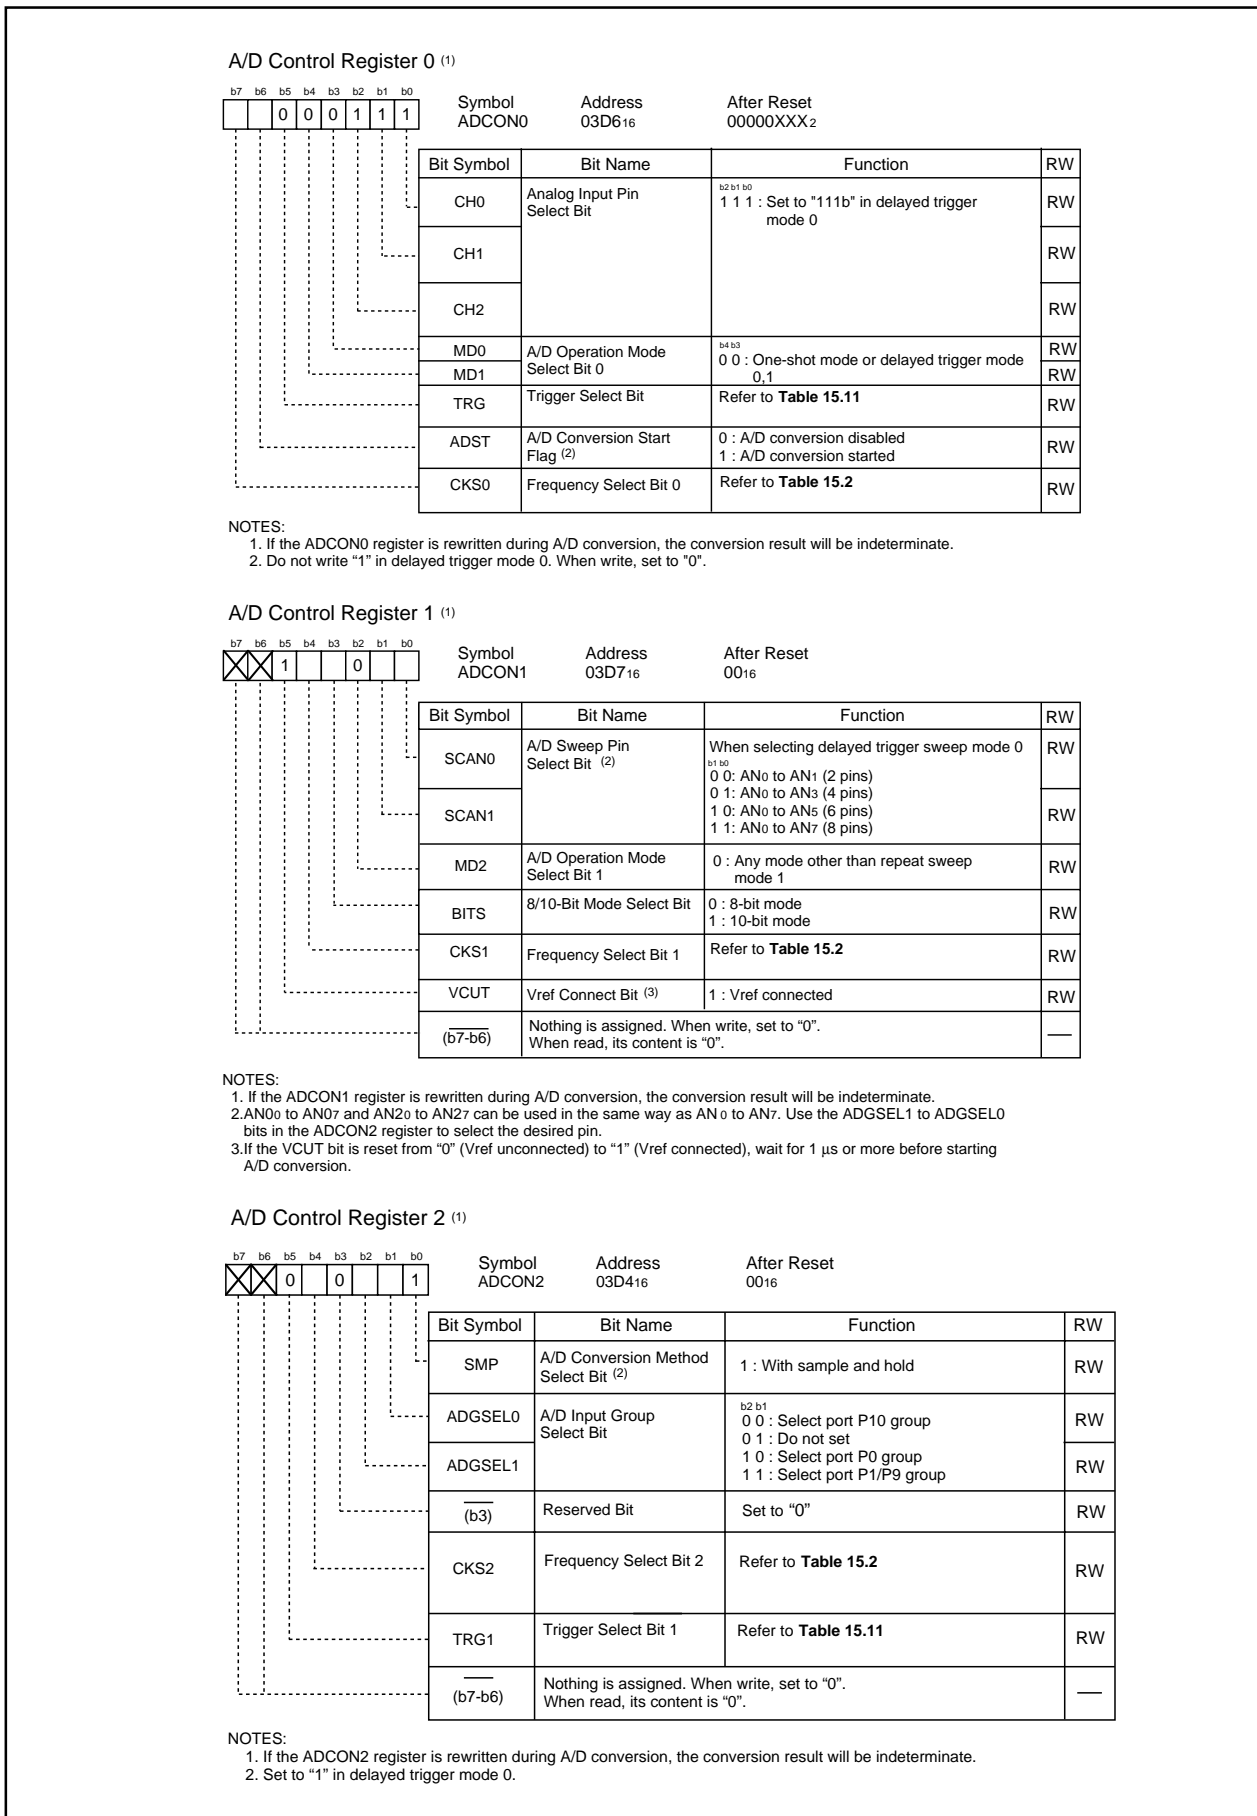 A/D Control Register 0 (1)
b7 b6 b5 b4 b3 b2 b1 b0
0 0 0 1 1 1
Symbol Address After Reset
ADCON0 03D616 00000XXX2
Bit Symbol Bit Name Function RW
CH0 Analog Input Pin Select Bit b2 b1 b0 RW
1 1 1 : Set to "111b" in delayed trigger
mode 0
CH1 RW
CH2 RW
MD0 A/D Operation Mode Select Bit 0 b4 b3 RW
0 0 : One-shot mode or delayed trigger mode
0,1
MD1 RW
TRG Trigger Select Bit Refer to Table 15.11 RW
ADST A/D Conversion Start Flag (2) 0 : A/D conversion disabled RW
1 : A/D conversion started
CKS0 Frequency Select Bit 0 Refer to Table 15.2 RW
NOTES:
1. If the ADCON0 register is rewritten during A/D conversion, the conversion result will be indeterminate.
2. Do not write “1” in delayed trigger mode 0. When write, set to "0".
A/D Control Register 1 (1)
b7 b6 b5 b4 b3 b2 b1 b0
1 0
Symbol Address After Reset
ADCON1 03D716 0016
Bit Symbol Bit Name Function RW
SCAN0 A/D Sweep Pin Select Bit (2) When selecting delayed trigger sweep mode 0 RW
b1 b0
0 0: AN0 to AN1 (2 pins)
0 1: AN0 to AN3 (4 pins)
1 0: AN0 to AN5 (6 pins)
1 1: AN0 to AN7 (8 pins)
SCAN1 RW
MD2 A/D Operation Mode Select Bit 1 0 : Any mode other than repeat sweep RW
mode 1
BITS 8/10-Bit Mode Select Bit 0 : 8-bit mode RW
1 : 10-bit mode
CKS1 Frequency Select Bit 1 Refer to Table 15.2 RW
VCUT Vref Connect Bit (3) 1 : Vref connected RW
(b7-b6) Nothing is assigned. When write, set to “0”.
When read, its content is “0”.
NOTES:
1. If the ADCON1 register is rewritten during A/D conversion, the conversion result will be indeterminate.
2.AN00 to AN07 and AN20 to AN27 can be used in the same way as AN 0 to AN7. Use the ADGSEL1 to ADGSEL0
bits in the ADCON2 register to select the desired pin.
3.If the VCUT bit is reset from “0” (Vref unconnected) to “1” (Vref connected), wait for 1 μs or more before starting
A/D conversion.
A/D Control Register 2 (1)
b7 b6 b5 b4 b3 b2 b1 b0
0 0 1
Symbol Address After Reset
ADCON2 03D416 0016
Bit Symbol Bit Name Function RW
SMP A/D Conversion Method Select Bit (2) 1 : With sample and hold RW
ADGSEL0 A/D Input Group Select Bit b2 b1 RW
0 0 : Select port P10 group
0 1 : Do not set
1 0 : Select port P0 group
1 1 : Select port P1/P9 group
ADGSEL1 RW
(b3) Reserved Bit Set to “0” RW
CKS2 Frequency Select Bit 2 Refer to Table 15.2 RW
TRG1 Trigger Select Bit 1 Refer to Table 15.11 RW
(b7-b6) Nothing is assigned. When write, set to “0”.
When read, its content is “0”.
NOTES:
1. If the ADCON2 register is rewritten during A/D conversion, the conversion result will be indeterminate.
2. Set to “1” in delayed trigger mode 0.